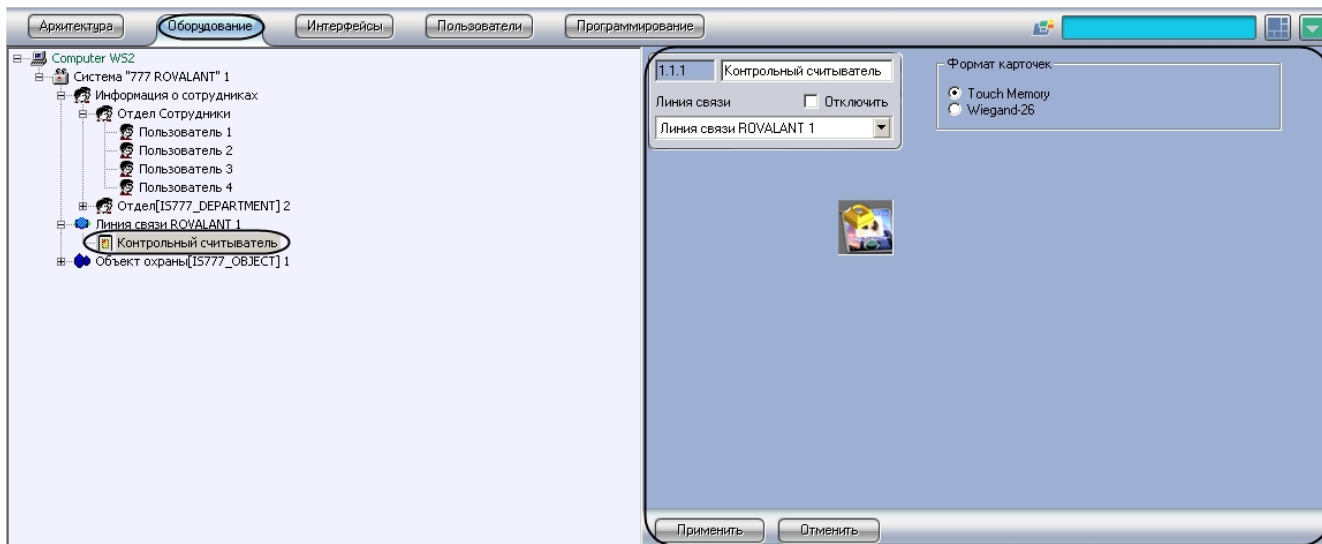 Архитектура
Оборудование
Интерфейсы
Пользователи
Программирование
Computer WS2
Система "777 ROVALANT" 1
Информация о сотрудниках
Отдел Сотрудники
Пользователь 1
Пользователь 2
Пользователь 3
Пользователь 4
Отдел[IS777_DEPARTMENT] 2
Линия связи ROVALANT 1
Контрольный считыватель
Объект охраны[IS777_OBJECT] 1
1.1.1
Контрольный считыватель
Линия связи
Отключить
Линия связи ROVALANT 1
Формат карточек
Touch Memory
Wiegand-26
Применить
Отменить